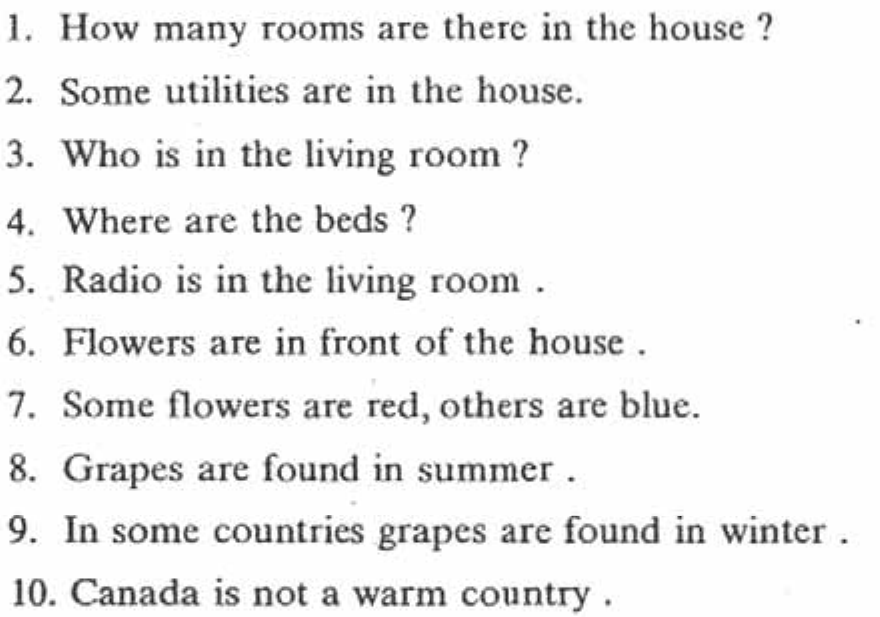 1. How many rooms are there in the house ?
2. Some utilities are in the house.
3. Who is in the living room ?
4. Where are the beds ?
5. Radio is in the living room .
6. Flowers are in front of the house .
7. Some flowers are red, others are blue.
8. Grapes are found in summer .
9. In some countries grapes are found in winter .
10. Canada is not a warm country .